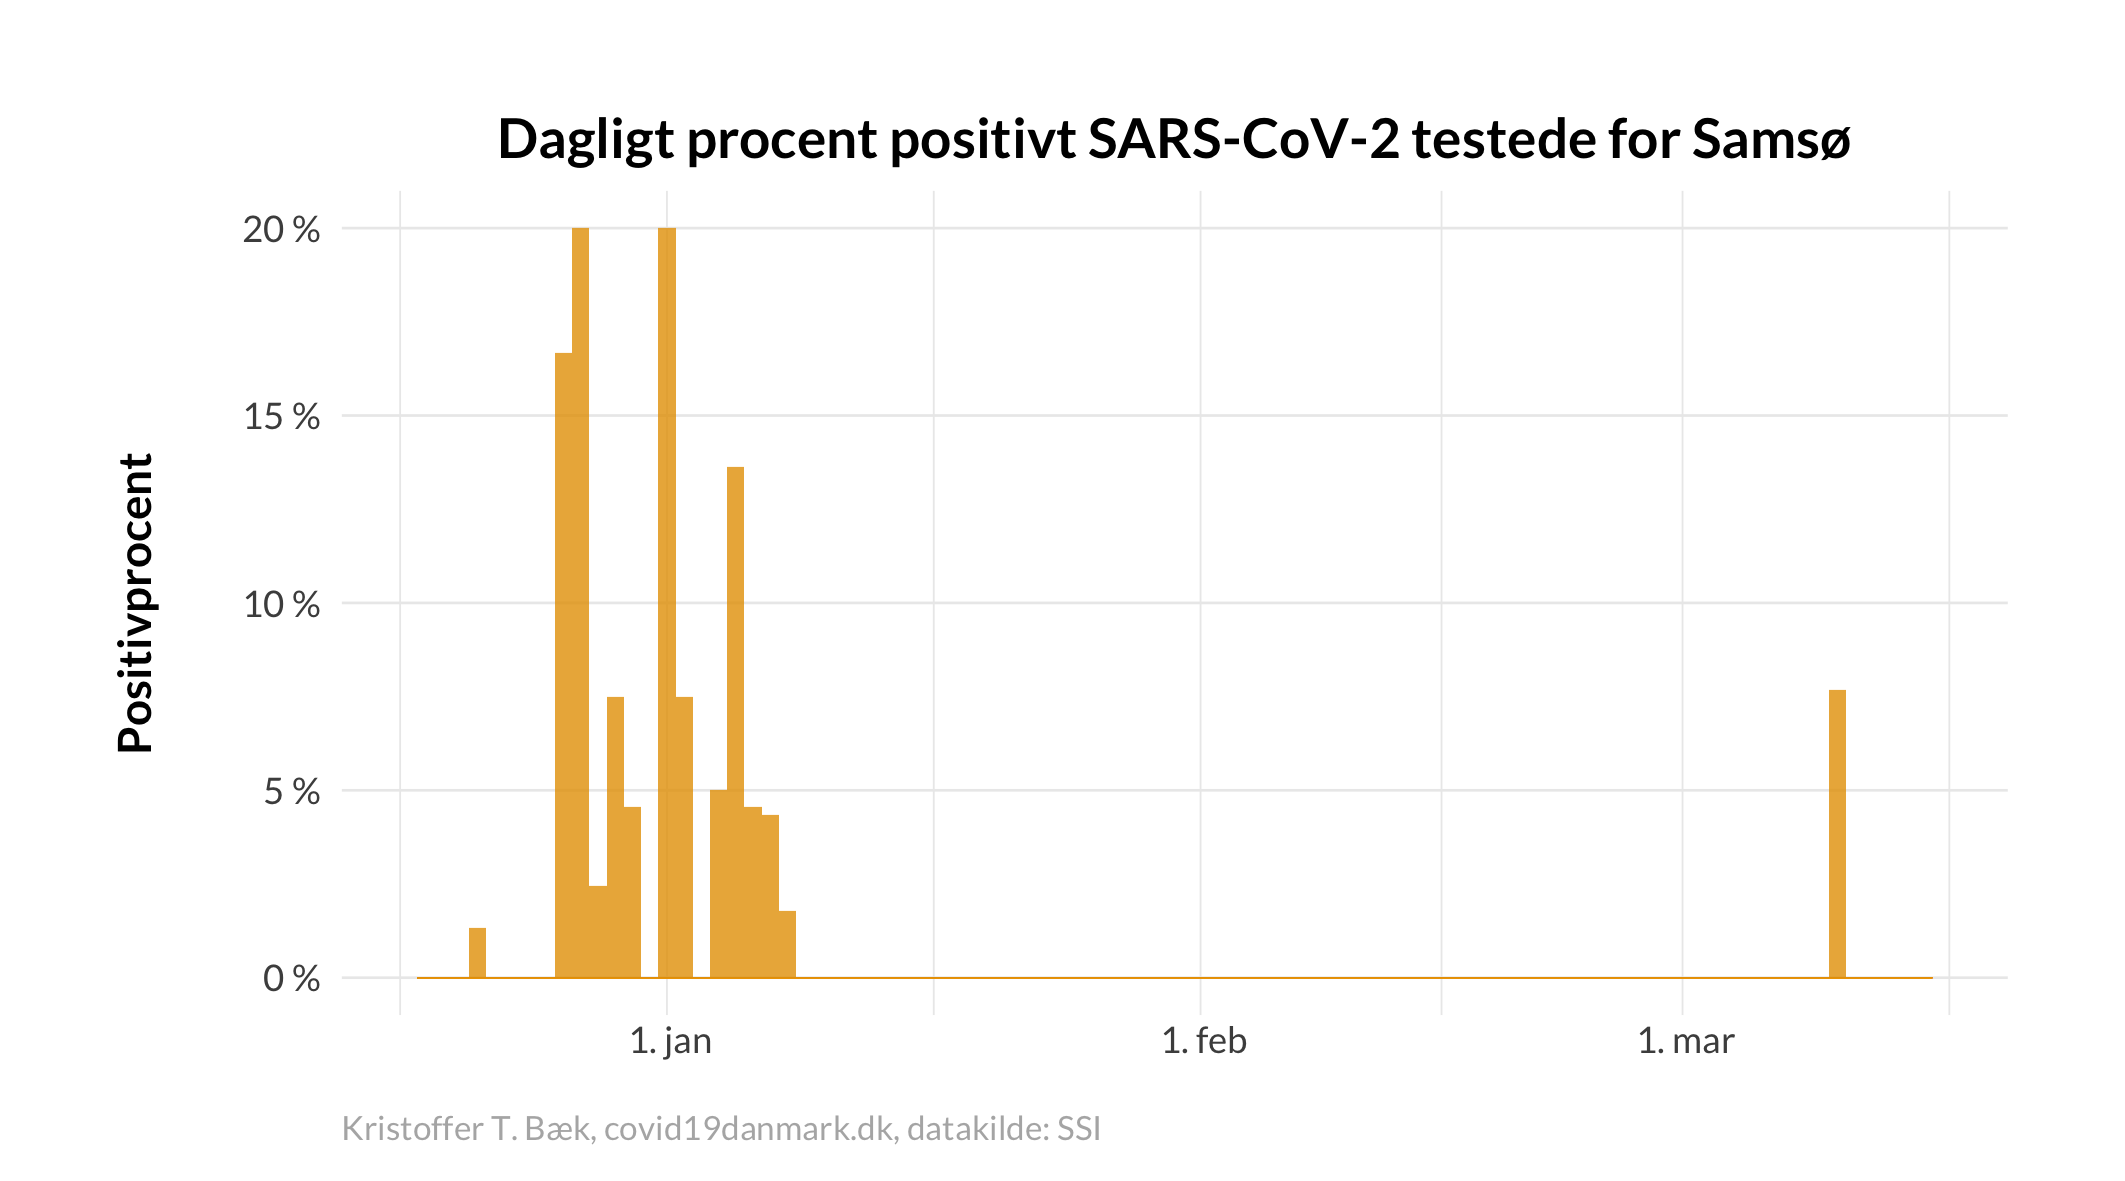 Dagligt procent positivt SARS-CoV-2 testede for Samsø
Positivprocent
20 %
15 %
10 %
5 %
0 %
1. jan
1. feb
1. mar
Kristoffer T. Bæk, covid19danmark.dk, datakilde: SSI